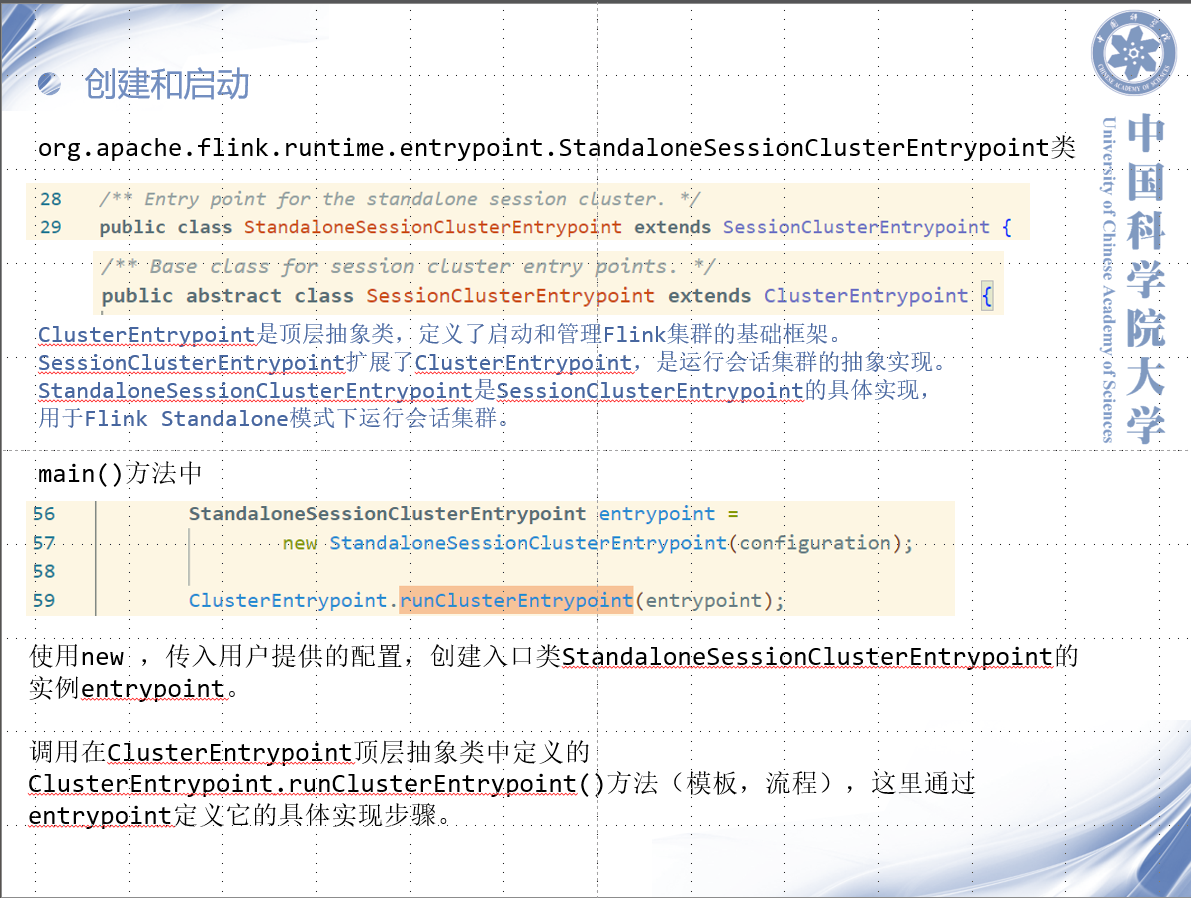 创建和启动
org.apache.flink.runtime.entrypoint.StandaloneSessionClusterEntrypoint类
28 /** Entry point for the standalone session cluster. */
29 public class StandaloneSessionClusterEntrypoint extends SessionClusterEntrypoint {
/** Base class for session cluster entry points. */
public abstract class SessionClusterEntrypoint extends ClusterEntrypoint {
ClusterEntrypoint是顶层抽象类，定义了启动和管理Flink集群的基础框架。
SessionClusterEntrypoint扩展了ClusterEntrypoint，是运行会话集群的抽象实现。
StandaloneSessionClusterEntrypoint是SessionClusterEntrypoint的具体实现，
用于Flink Standalone模式下运行会话集群。
main()方法中
56 StandaloneSessionClusterEntrypoint entrypoint =
57 new StandaloneSessionClusterEntrypoint(configuration);
58
59 ClusterEntrypoint.runClusterEntrypoint(entrypoint);
使用new ，传入用户提供的配置，创建入口类StandaloneSessionClusterEntrypoint的
实例entrypoint。
调用在ClusterEntrypoint顶层抽象类中定义的
ClusterEntrypoint.runClusterEntrypoint()方法（模板，流程），这里通过
entrypoint定义它的具体实现步骤。
中国科学院
CHINESE ACADEMY OF SCIENCES
中国科学院大学
University of Chinese Academy of Sciences